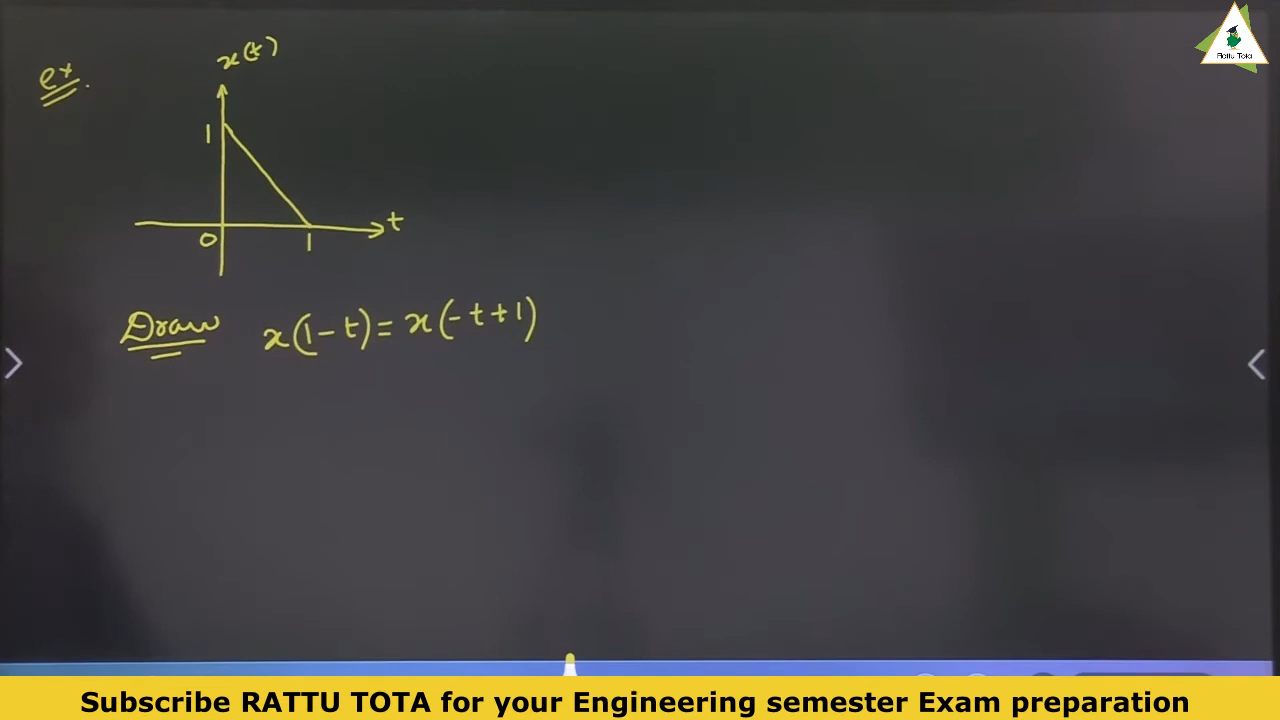 ex.
x(t)
1
0
1
t
Draw x(1-t)=x(-t+1)
Rattu Tota
Subscribe RATTU TOTA for your Engineering semester Exam preparation